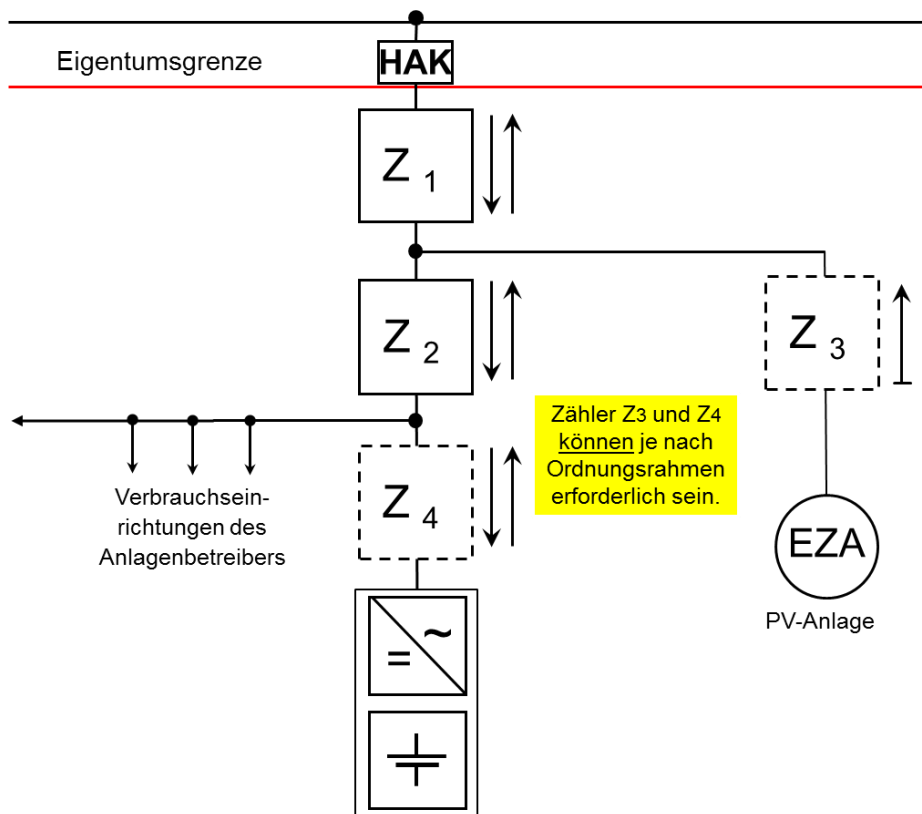 Eigentumsgrenze
HAK
Z 1
Z 2
Z 3
Zähler Z3 und Z4
können je nach
Ordnungsrahmen
erforderlich sein.
Verbrauchsein-
richtungen des
Anlagenbetreibers
Z 4
EZA
PV-Anlage
= ~